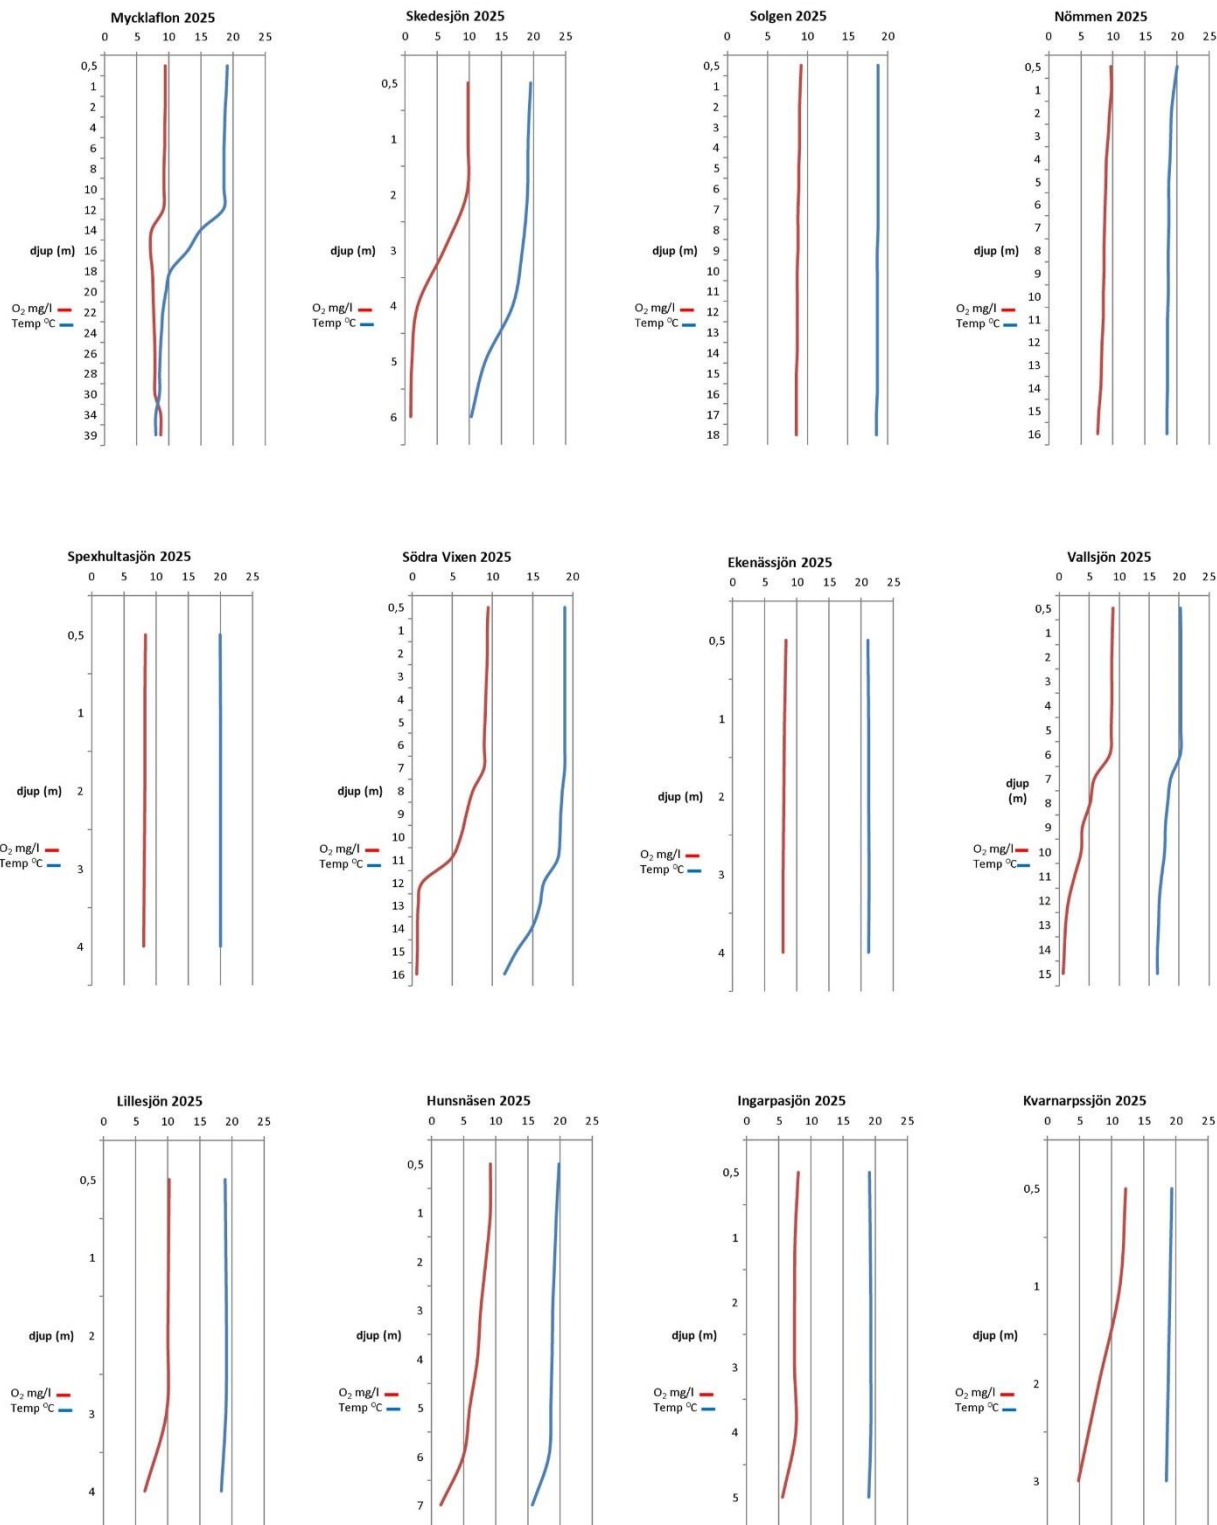 Mycklaflon 2025
0 5 10 15 20 25
0,5
1
2
4
6
8
10
12
14
djup (m) 16
18
20
22
24
26
28
30
34
39
O₂ mg/l
Temp ⁰C
Skedesjön 2025
0 5 10 15 20 25
0,5
1
2
djup (m) 3
4
5
6
O₂ mg/l
Temp ⁰C
Solgen 2025
0 5 10 15 20
0,5
1
2
3
4
5
6
7
8
djup (m) 9
10
11
12
13
14
15
16
17
18
O₂ mg/l
Temp ⁰C
Nömmen 2025
0 5 10 15 20 25
0,5
1
2
3
4
5
6
7
djup (m) 8
9
10
11
12
13
14
15
16
O₂ mg/l
Temp ⁰C
Spexhultasjön 2025
0 5 10 15 20 25
0,5
1
djup (m) 2
3
4
O₂ mg/l
Temp ⁰C
Södra Vixen 2025
0 5 10 15 20
0,5
1
2
3
4
5
6
7
djup (m) 8
9
10
11
12
13
14
15
16
O₂ mg/l
Temp ⁰C
Ekenässjön 2025
0 5 10 15 20 25
0,5
1
djup (m) 2
3
4
O₂ mg/l
Temp ⁰C
Vallsjön 2025
0 5 10 15 20 25
0,5
1
2
3
4
5
6
djup 7
(m) 8
9
10
11
12
13
14
15
O₂ mg/l
Temp ⁰C
Lillesjön 2025
0 5 10 15 20 25
0,5
1
djup (m) 2
3
4
O₂ mg/l
Temp ⁰C
Hunsnäsen 2025
0 5 10 15 20 25
0,5
1
2
3
djup (m)
4
5
6
7
O₂ mg/l
Temp ⁰C
Ingarpasjön 2025
0 5 10 15 20 25
0,5
1
2
djup (m)
3
4
5
O₂ mg/l
Temp ⁰C
Kvarnarpssjön 2025
0 5 10 15 20 25
0,5
1
djup (m)
2
3
O₂ mg/l
Temp ⁰C